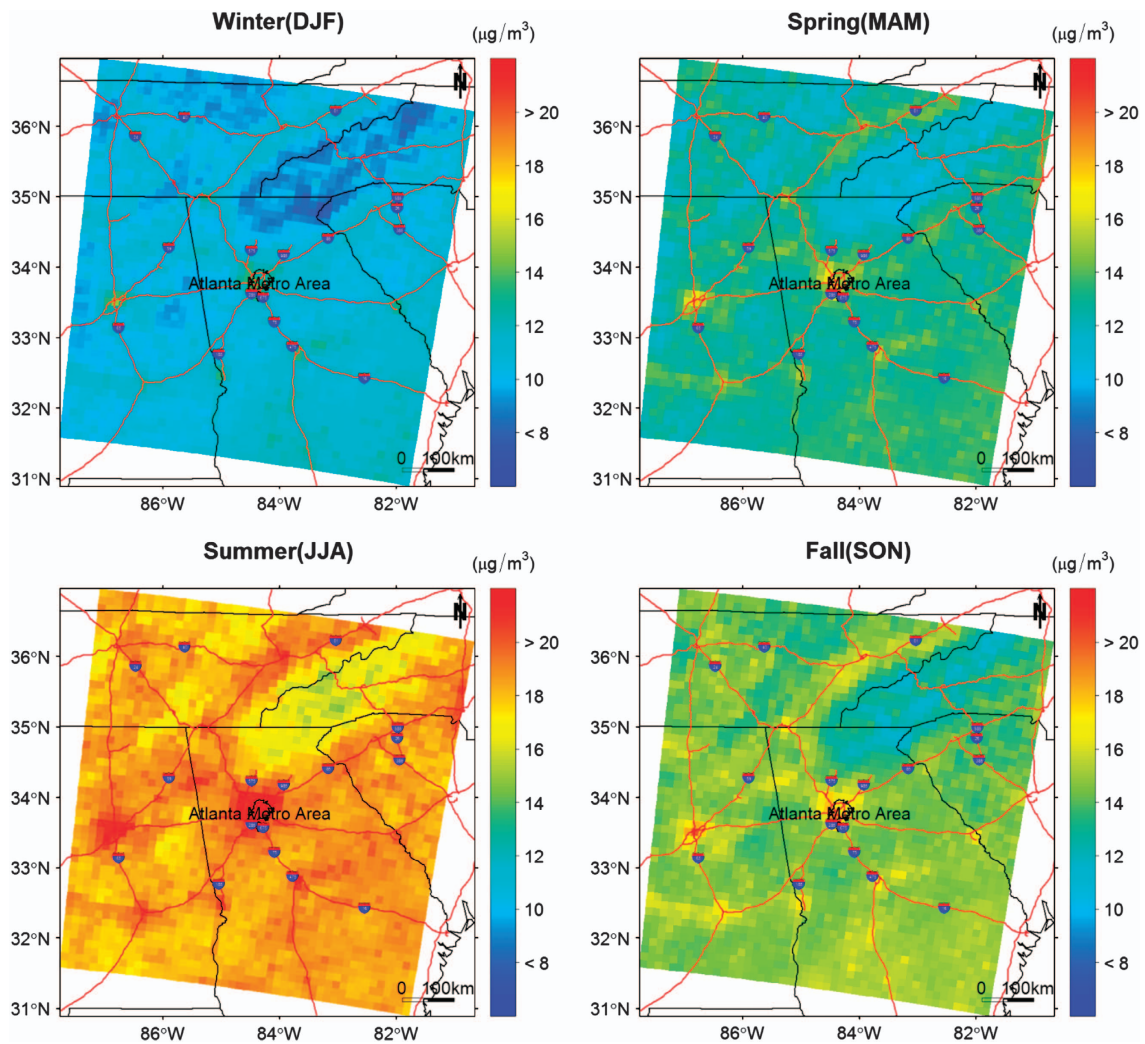 Winter(DJF)
(μg/m³)
N
36°N
35°N
34°N
33°N
32°N
31°N
86°W
84°W
82°W
Atlanta Metro Area
0 100km
> 20
18
16
14
12
10
< 8
Spring(MAM)
(μg/m³)
N
36°N
35°N
34°N
33°N
32°N
31°N
86°W
84°W
82°W
Atlanta Metro Area
0 100km
> 20
18
16
14
12
10
< 8
Summer(JJA)
(μg/m³)
N
36°N
35°N
34°N
33°N
32°N
31°N
86°W
84°W
82°W
Atlanta Metro Area
0 100km
> 20
18
16
14
12
10
< 8
Fall(SON)
(μg/m³)
N
36°N
35°N
34°N
33°N
32°N
31°N
86°W
84°W
82°W
Atlanta Metro Area
0 100km
> 20
18
16
14
12
10
< 8